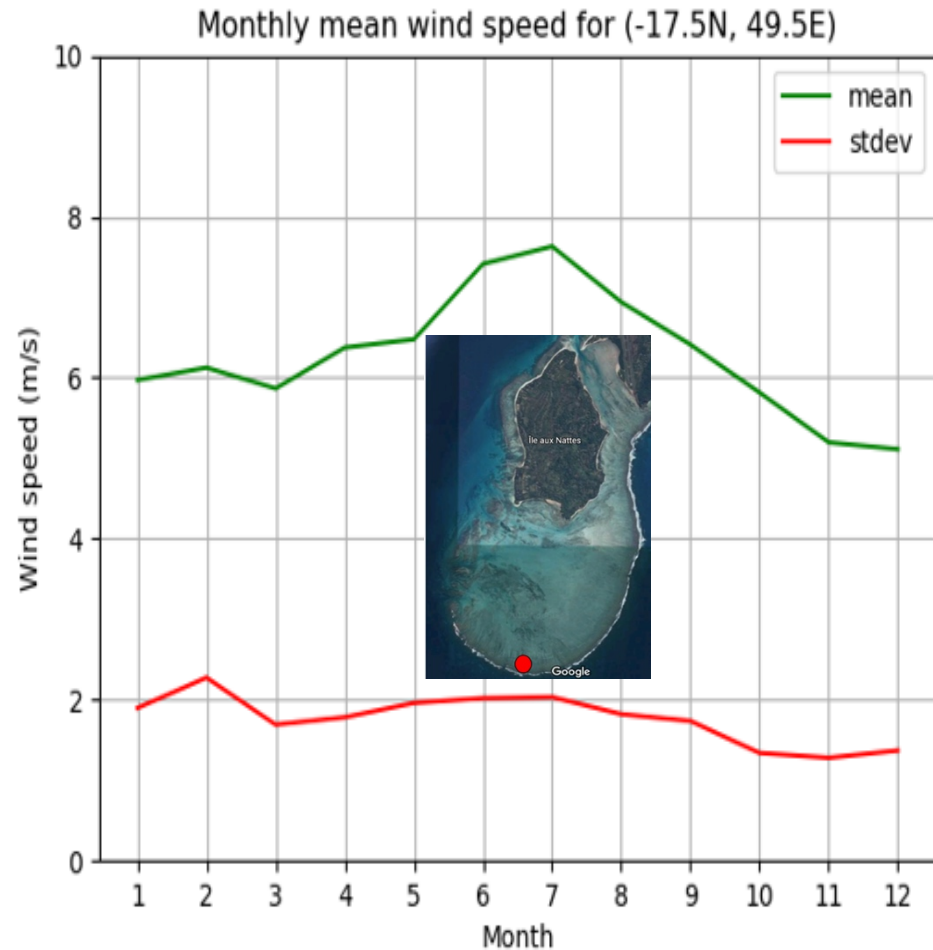 Monthly mean wind speed for (-17.5N, 49.5E)
10
mean
stdev
8
6
4
2
0
Wind speed (m/s)
Île aux Nattes
Google
1 2 3 4 5 6 7 8 9 10 11 12
Month